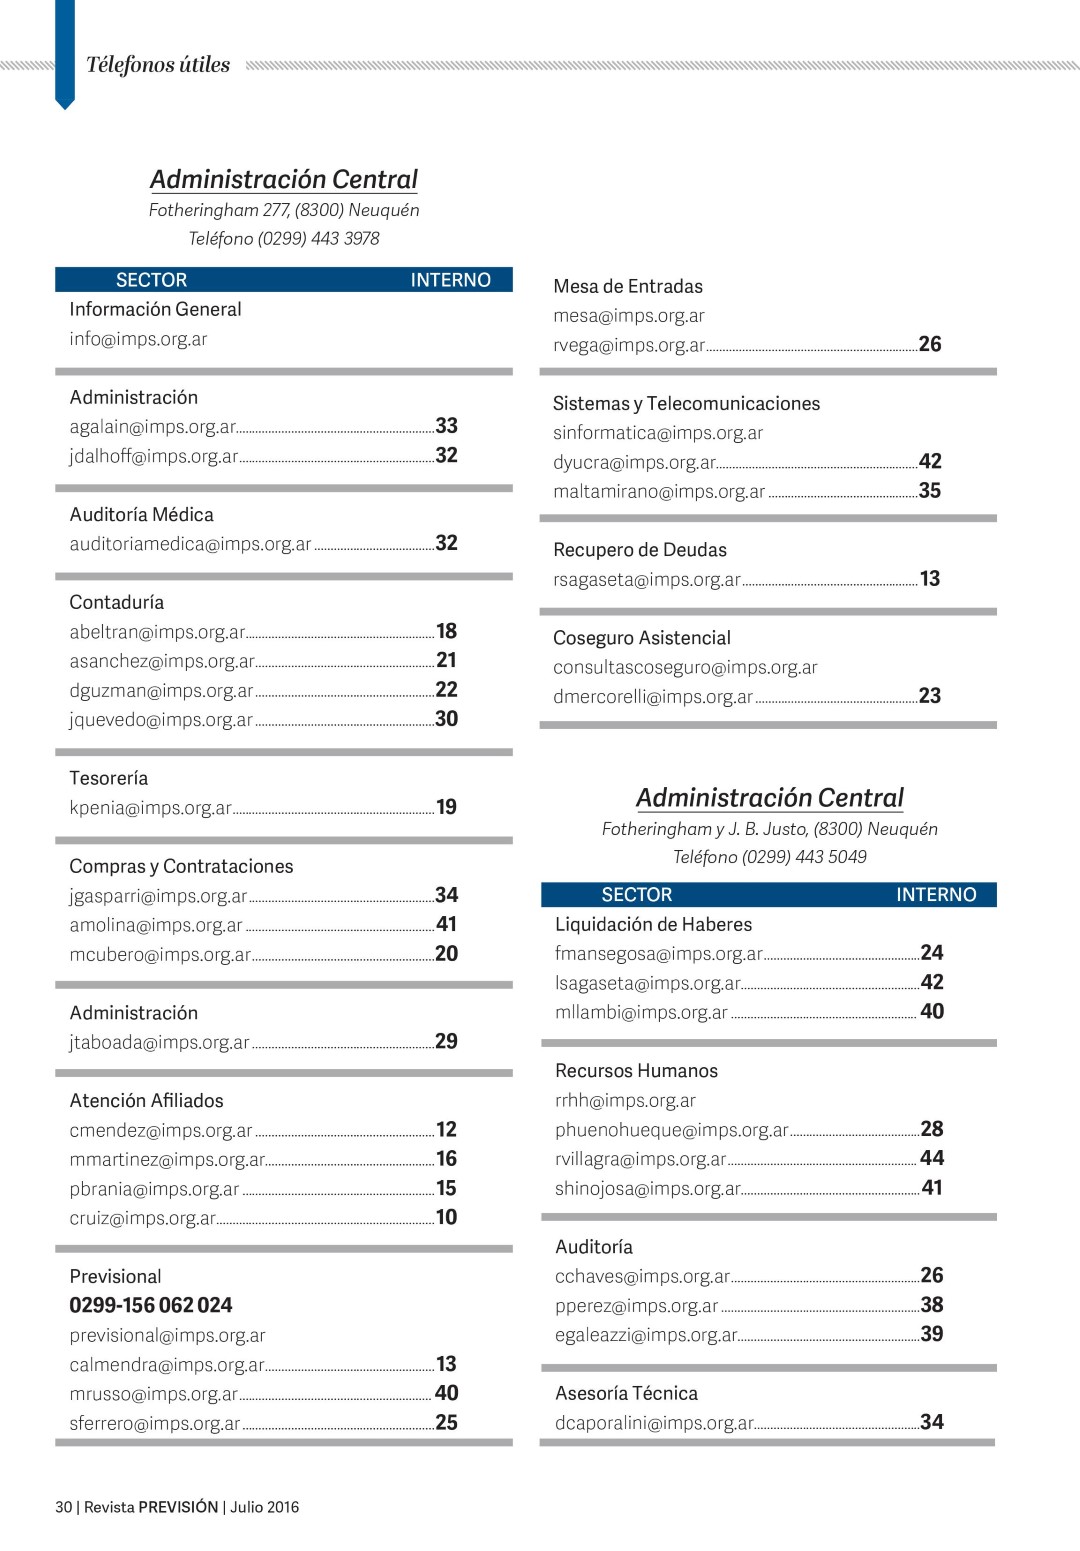 Télefonos útiles
Administración Central
Fotheringham 277, (8300) Neuquén
Teléfono (0299) 443 3978
SECTOR INTERNO
Información General
info@imps.org.ar
Administración
agalain@imps.org.ar 33
jdalhoff@imps.org.ar 32
Auditoría Médica
auditoriamedica@imps.org.ar 32
Contaduría
abeltran@imps.org.ar 18
asanchez@imps.org.ar 21
dguzman@imps.org.ar 22
jquevedo@imps.org.ar 30
Tesorería
kpenia@imps.org.ar 19
Compras y Contrataciones
jgasparri@imps.org.ar 34
amolina@imps.org.ar 41
mcubero@imps.org.ar 20
Administración
jtaboada@imps.org.ar 29
Atención Afiliados
cmendez@imps.org.ar 12
mmartinez@imps.org.ar 16
pbrania@imps.org.ar 15
cruiz@imps.org.ar 10
Previsional
0299-156 062 024
previsional@imps.org.ar
calmendra@imps.org.ar 13
mrusso@imps.org.ar 40
sferrero@imps.org.ar 25
Mesa de Entradas
mesa@imps.org.ar
rvega@imps.org.ar 26
Sistemas y Telecomunicaciones
sinformatica@imps.org.ar
dyucra@imps.org.ar 42
maltamirano@imps.org.ar 35
Recupero de Deudas
rsagaseta@imps.org.ar 13
Coseguro Asistencial
consultascoseguro@imps.org.ar
dmercorelli@imps.org.ar 23
Administración Central
Fotheringham y J. B. Justo, (8300) Neuquén
Teléfono (0299) 443 5049
SECTOR INTERNO
Liquidación de Haberes
fmansegosa@imps.org.ar 24
lsagaseta@imps.org.ar 42
mllambi@imps.org.ar 40
Recursos Humanos
rrhh@imps.org.ar
phuenohueque@imps.org.ar 28
rvillagra@imps.org.ar 44
shinojosa@imps.org.ar 41
Auditoría
cchaves@imps.org.ar 26
pperez@imps.org.ar 38
egaleazzi@imps.org.ar 39
Asesoría Técnica
dcaporalini@imps.org.ar 34
30 | Revista PREVISIÓN | Julio 2016